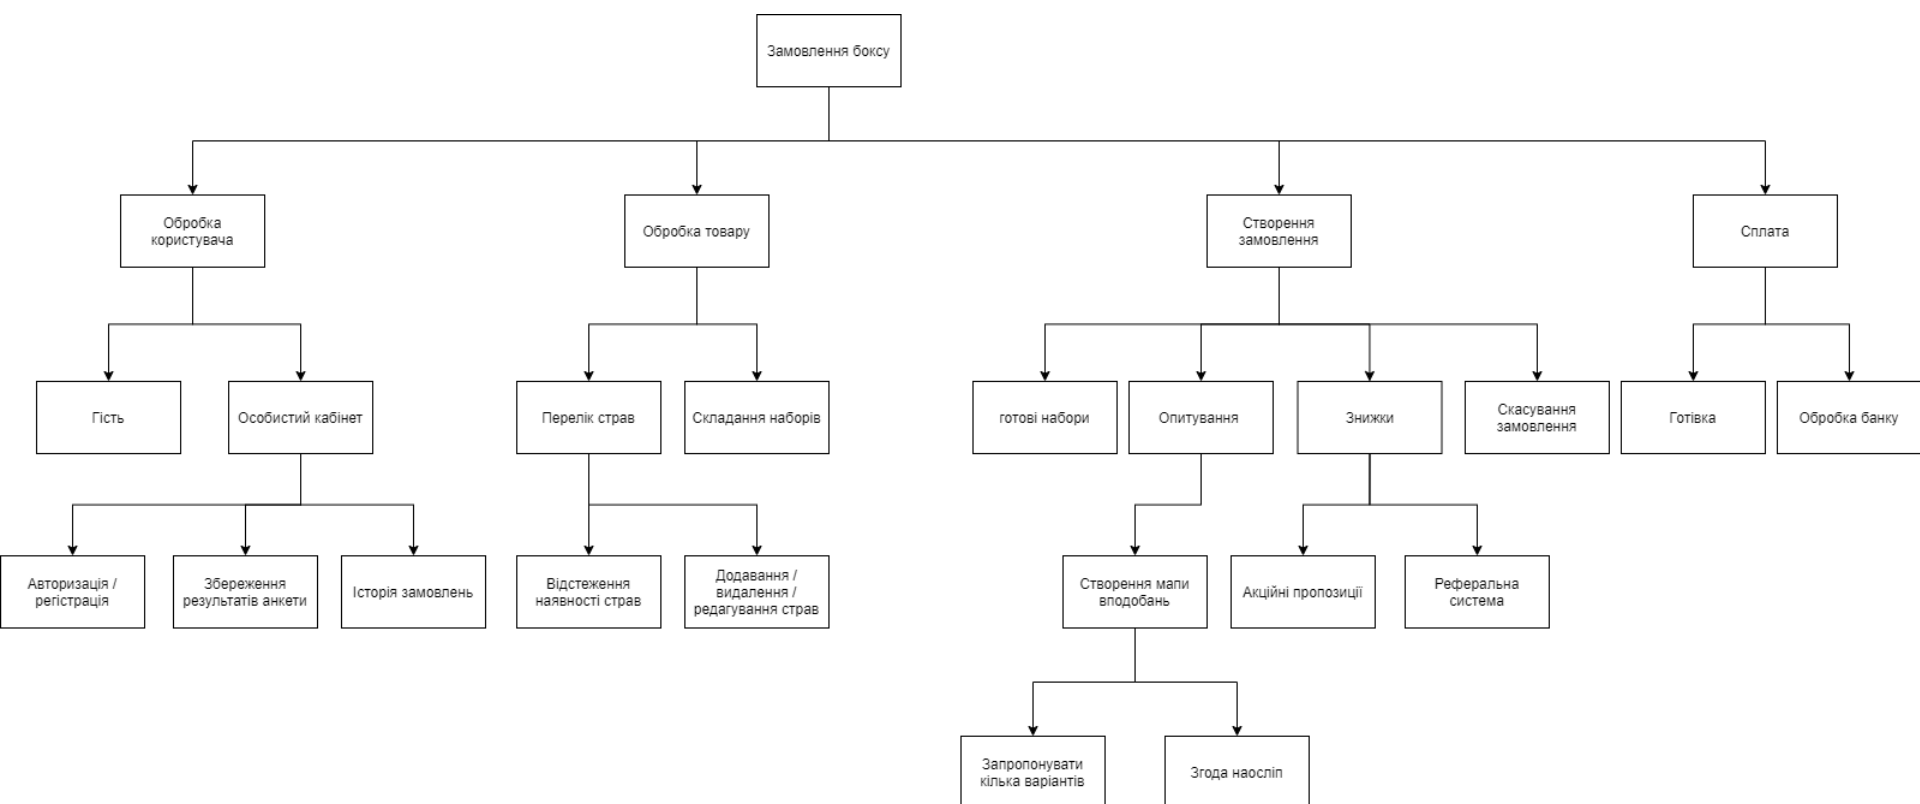 Замовлення боксу
Обробка
користувача
Обробка товару
Створення
замовлення
Сплата
Гість
Особистий кабінет
Перелік страв
Складання наборів
готові набори
Опитування
Знижки
Скасування
замовлення
Готівка
Обробка банку
Авторизація /
регістрація
Збереження
результатів анкети
Історія замовлень
Відстеження
наявності страв
Додавання /
видалення /
редагування страв
Створення мапи
вподобань
Акційні пропозиції
Реферальна
система
Запропонувати
кілька варіантів
Згода наосліп